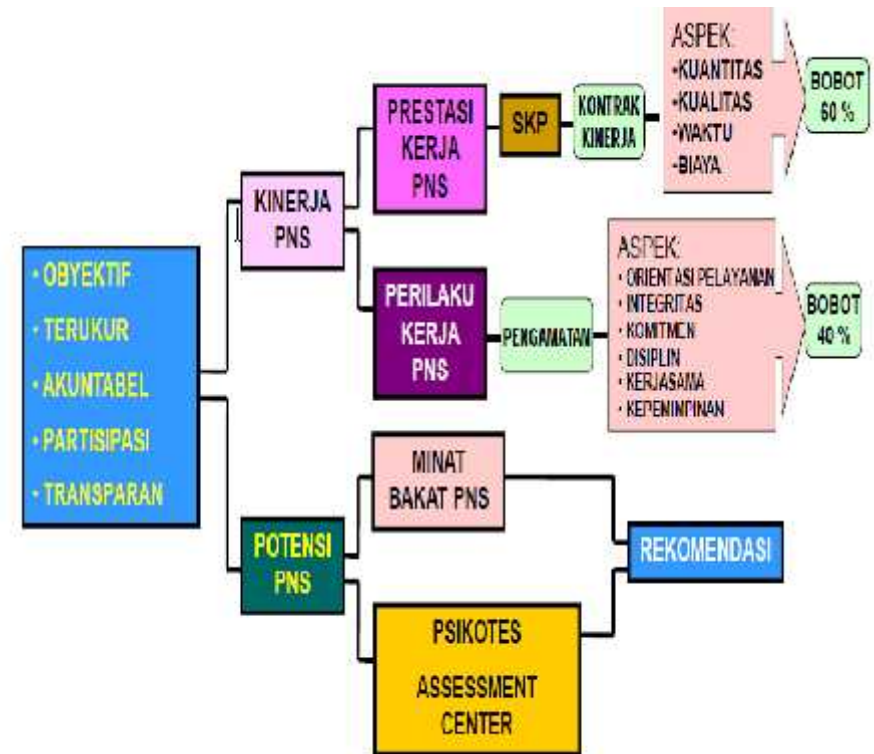 • OBYEKTIF
• TERUKUR
• AKUNTABEL
• PARTISIPASI
• TRANSPARAN
KINERJA
PNS
POTENSI
PNS
PRESTASI
KERJA
PNS
SKP
KONTRAK
KINERJA
ASPEK:
•KUANTITAS
•KUALITAS
•WAKTU
•BIAYA
BOBOT
60 %
PERILAKU
KERJA
PNS
PENGAMATAN
ASPEK:
• ORIENTASI PELAYANAN
• INTEGRITAS
• KOMITMEN
• DISIPLIN
• KERJASAMA
• KEPEMIMPINAN
BOBOT
40 %
MINAT
BAKAT PNS
PSIKOTES
ASSESSMENT
CENTER
REKOMENDASI